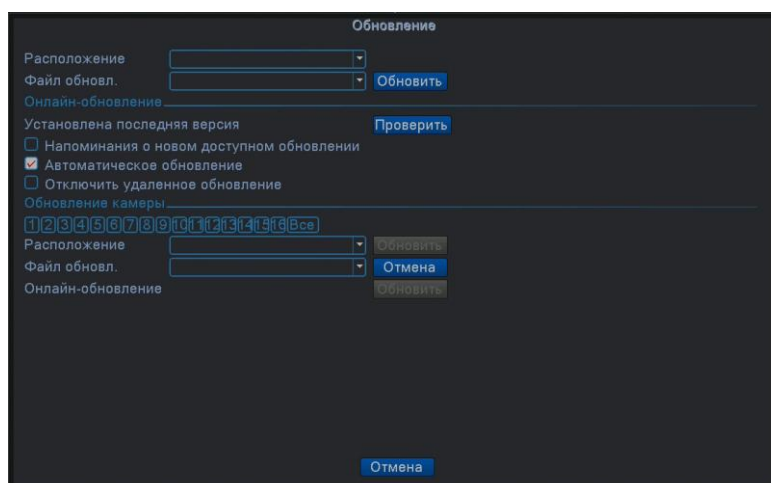 Обновление
Расположение
Файл обновл. Обновить
Онлайн-обновление
Установлена последняя версия Проверить
Напоминания о новом доступном обновлении
Автоматическое обновление
Отключить удаленное обновление
Обновление камеры
1 2 3 4 5 6 7 8 9 10 11 12 13 14 15 16 Все
Расположение Обновить
Файл обновл. Отмена
Онлайн-обновление Обновить
Отмена